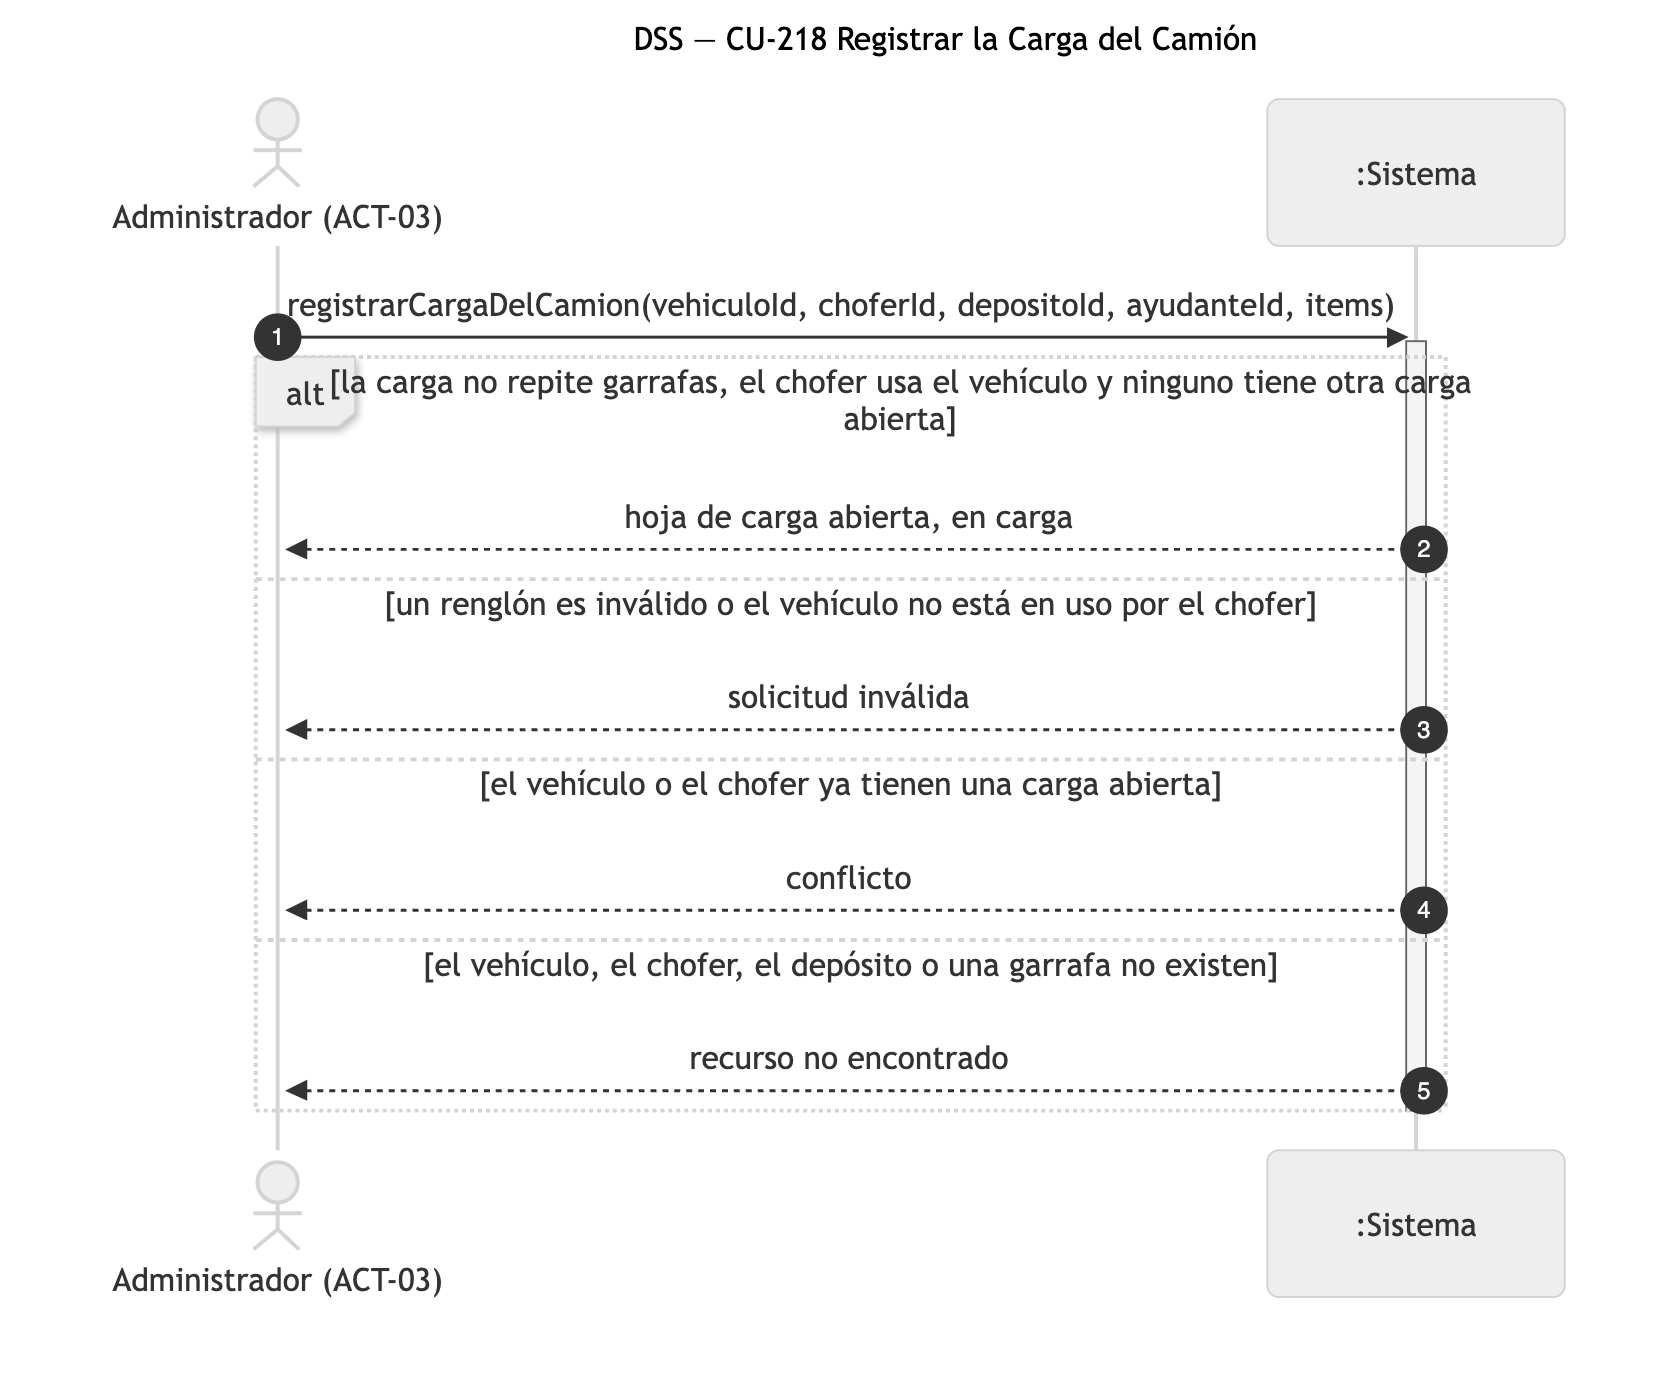 DSS — CU-218 Registrar la Carga del Camión
Administrador (ACT-03)
:Sistema
registrarCargaDelCamion(vehiculoId, choferId, depositoId, ayudanteId, items)
1
alt
[la carga no repite garrafas, el chofer usa el vehículo y ninguno tiene otra carga
abierta]
hoja de carga abierta, en carga
2
[un renglón es inválido o el vehículo no está en uso por el chofer]
solicitud inválida
3
[el vehículo o el chofer ya tienen una carga abierta]
conflicto
4
[el vehículo, el chofer, el depósito o una garrafa no existen]
recurso no encontrado
5
Administrador (ACT-03)
:Sistema